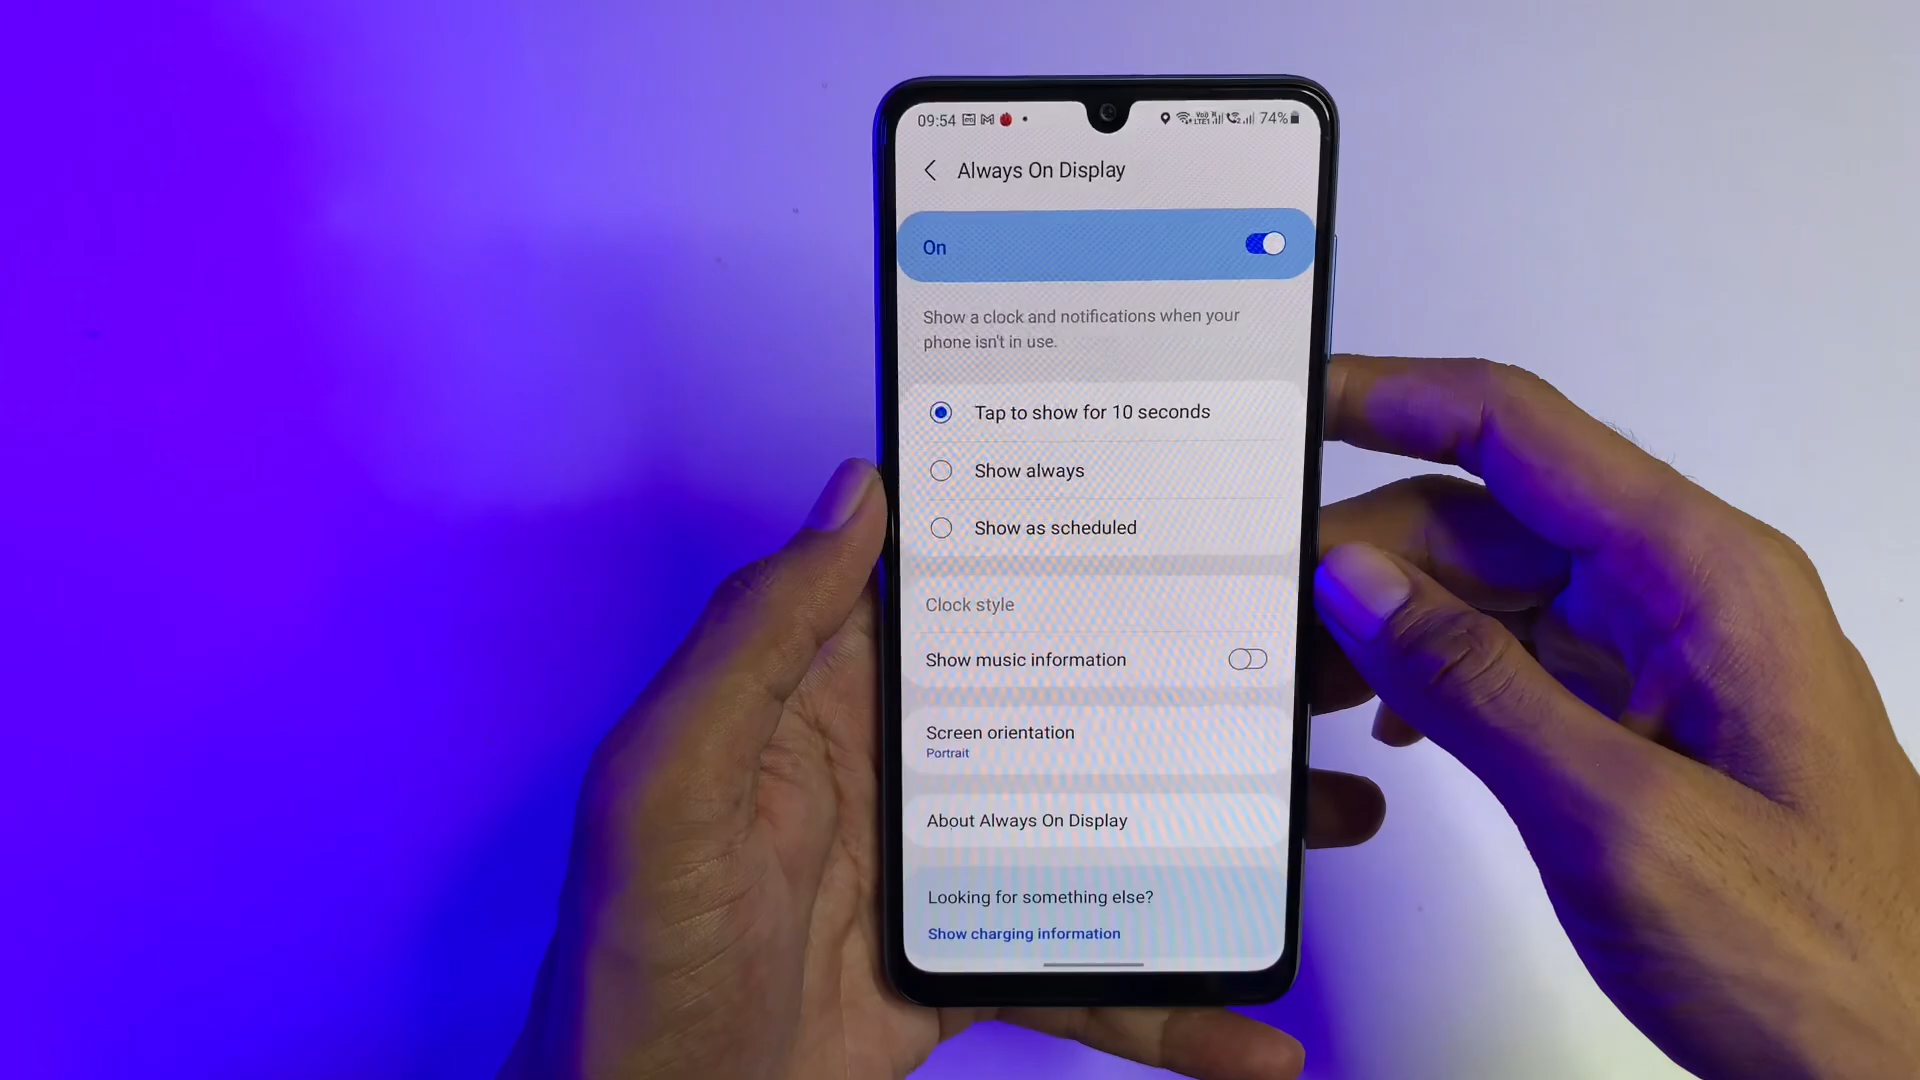 09:54 74%
Always On Display
On
Show a clock and notifications when your
phone isn't in use.
Tap to show for 10 seconds
Show always
Show as scheduled
Clock style
Show music information
Screen orientation
Portrait
About Always On Display
Looking for something else?
Show charging information